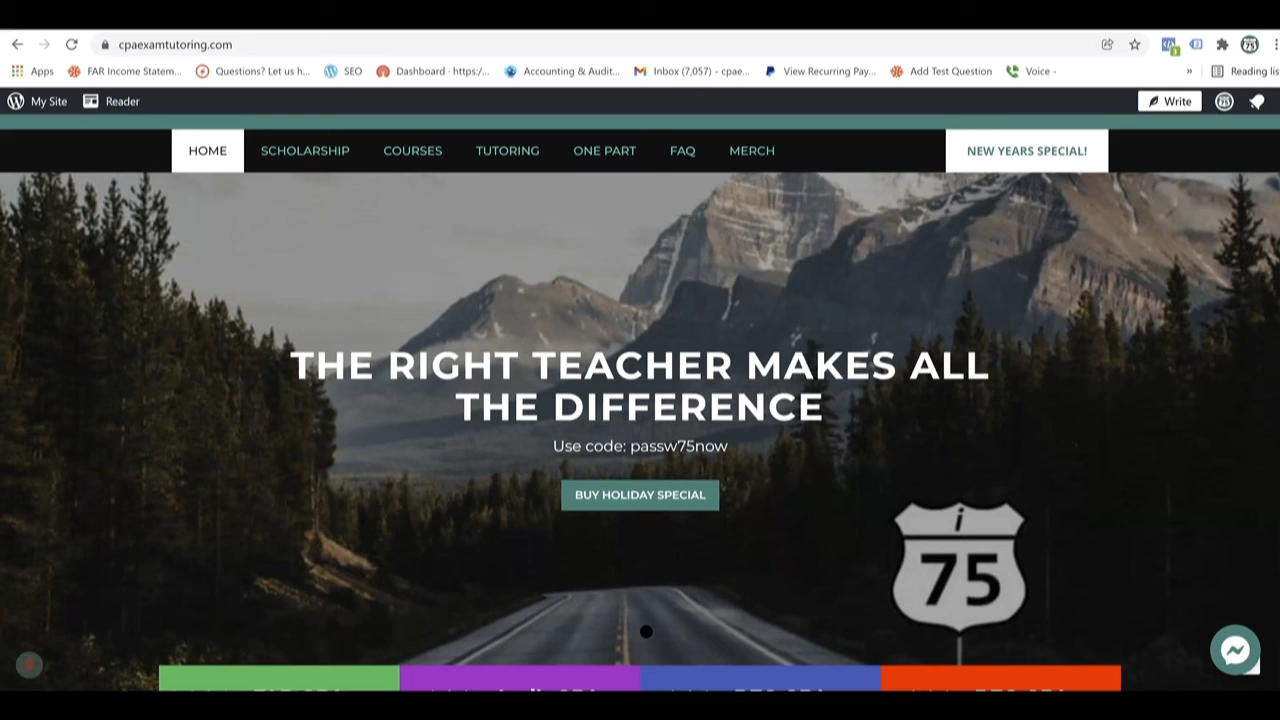 cpaexamtutoring.com
75
Apps FAR Income Statem... Questions? Let us h... SEO Dashboard · https:/... Accounting & Audit... Inbox (7,057) – cpae... View Recurring Pay... Add Test Question Voice - » Reading lis
My Site Reader Write
HOME SCHOLARSHIP COURSES TUTORING ONE PART FAQ MERCH NEW YEARS SPECIAL!
THE RIGHT TEACHER MAKES ALL
THE DIFFERENCE
Use code: passw75now
BUY HOLIDAY SPECIAL
i
75